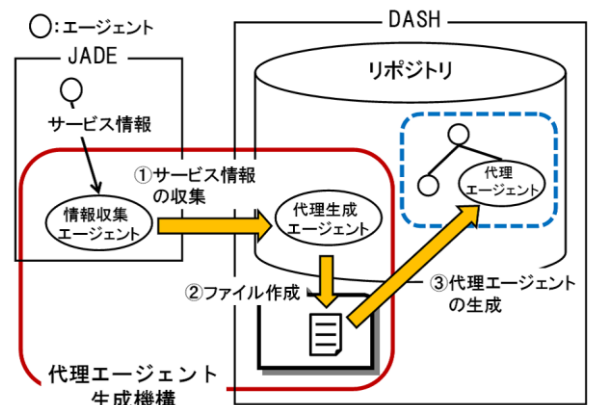 ○:エージェント
DASH
JADE
リポジトリ
サービス情報
①サービス情報
の収集
代理
エージェント
情報収集
エージェント
代理生成
エージェント
②ファイル作成
③代理エージェント
の生成
代理エージェント
生成機構